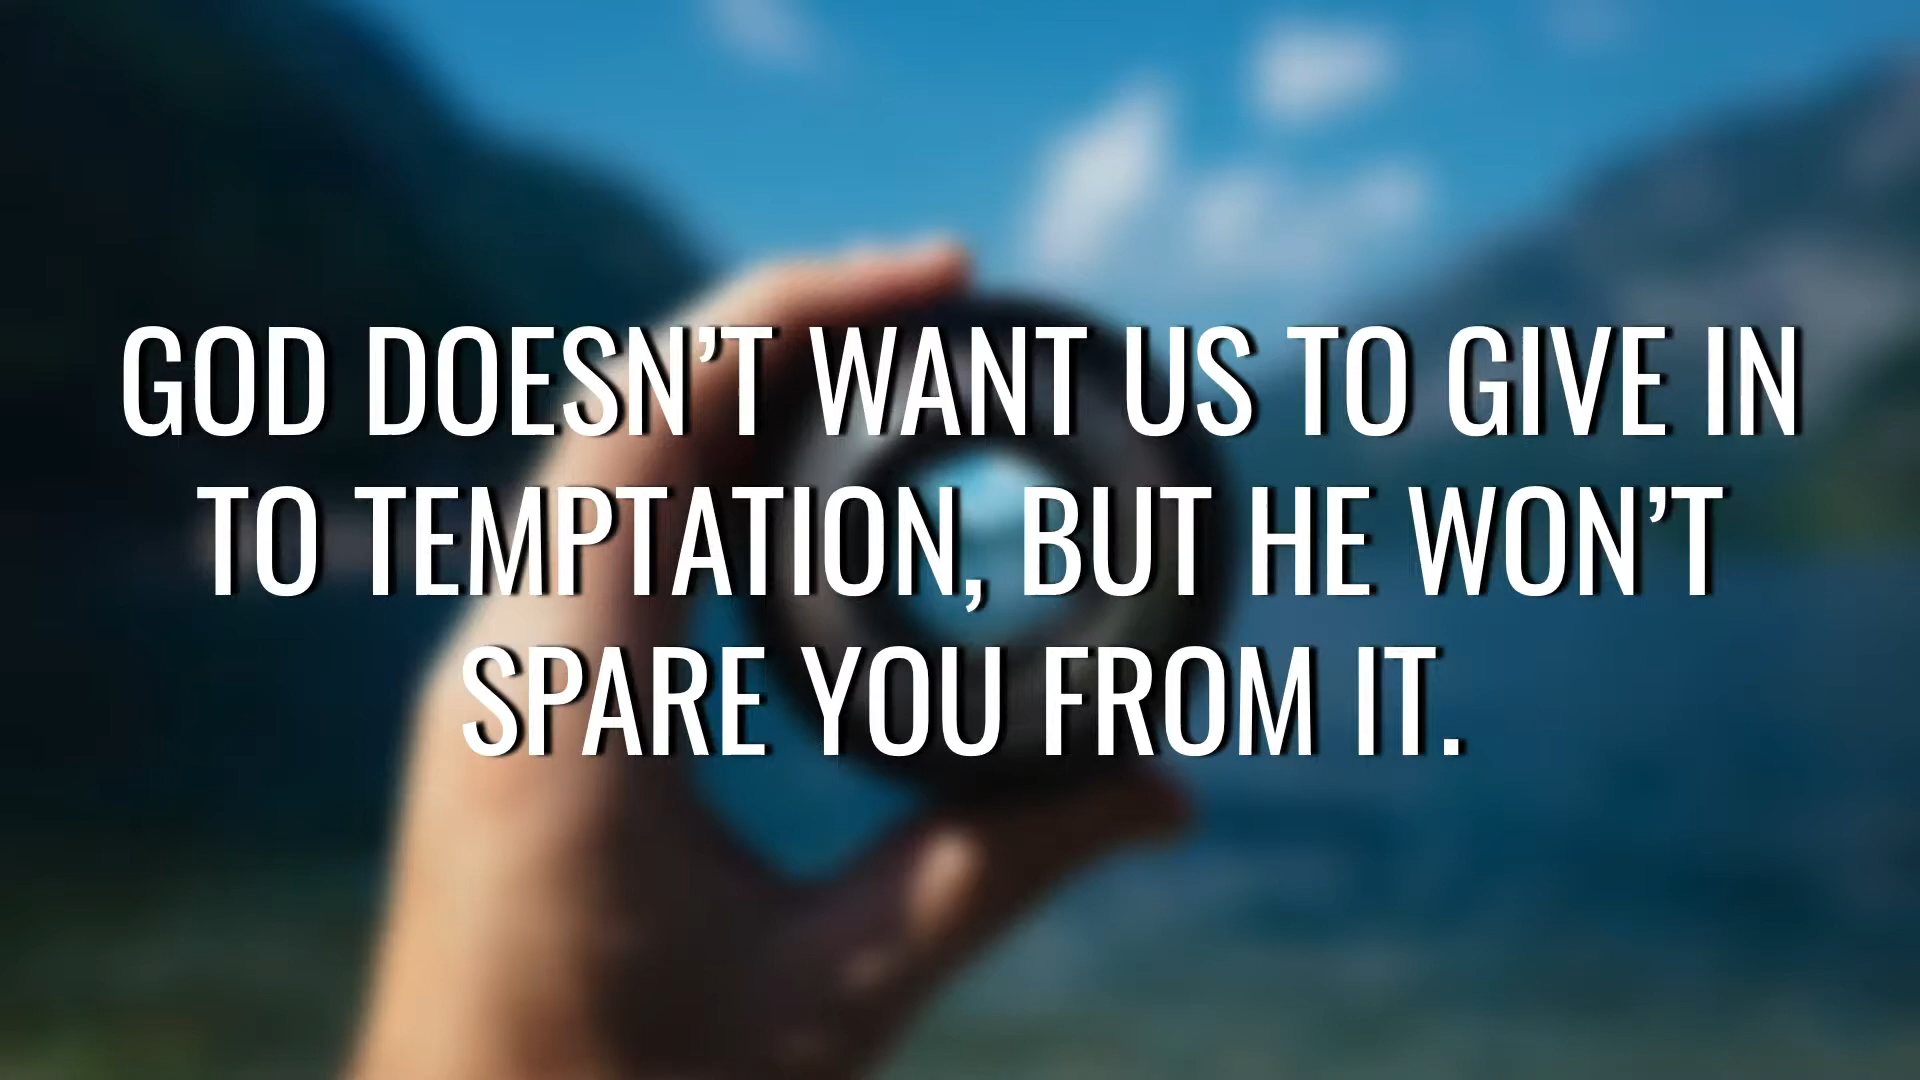 GOD DOESN’T WANT US TO GIVE IN
TO TEMPTATION, BUT HE WON’T
SPARE YOU FROM IT.